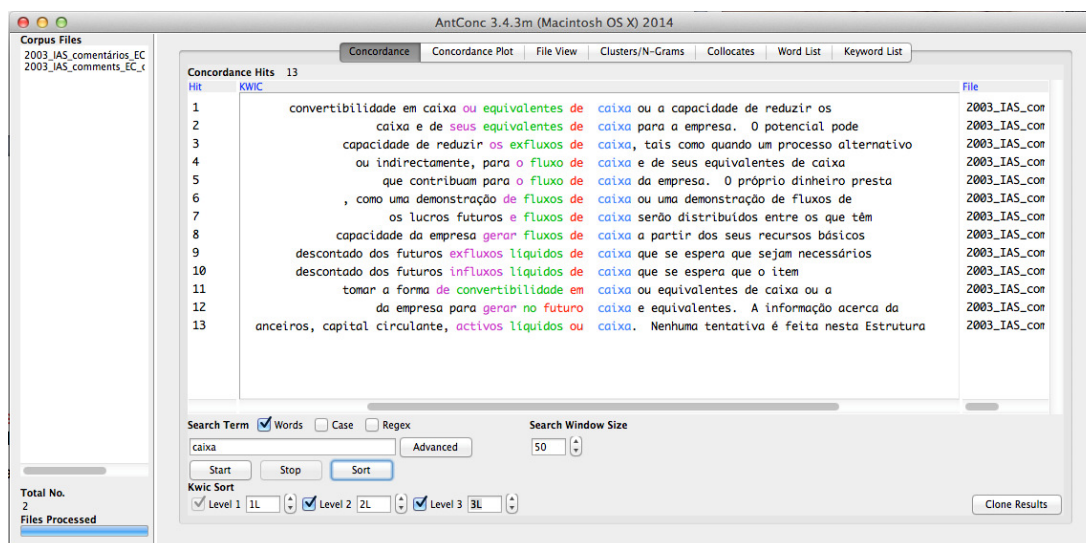 AntConc 3.4.3m (Macintosh OS X) 2014
Corpus Files
2003_IAS_comentários_EC
2003_IAS_comments_EC_c
Concordance Concordance Plot File View Clusters/N-Grams Collocates Word List Keyword List
Concordance Hits 13
Hit KWIC File
1 convertibilidade em caixa ou equivalentes de caixa ou a capacidade de reduzir os 2003_IAS_com
2 caixa e de seus equivalentes de caixa para a empresa. O potencial pode 2003_IAS_com
3 capacidade de reduzir os exfluxos de caixa, tais como quando um processo alternativo 2003_IAS_com
4 ou indirectamente, para o fluxo de caixa e de seus equivalentes de caixa 2003_IAS_com
5 que contribuam para o fluxo de caixa da empresa. O próprio dinheiro presta 2003_IAS_com
6 , como uma demonstração de fluxos de caixa ou uma demonstração de fluxos de 2003_IAS_com
7 os lucros futuros e fluxos de caixa serão distribuídos entre os que têm 2003_IAS_com
8 capacidade da empresa gerar fluxos de caixa a partir dos seus recursos básicos 2003_IAS_com
9 descontado dos futuros exfluxos líquidos de caixa que se espera que sejam necessários 2003_IAS_com
10 descontado dos futuros influxos líquidos de caixa que se espera que o item 2003_IAS_com
11 tomar a forma de convertibilidade em caixa ou equivalentes de caixa ou a 2003_IAS_com
12 da empresa para gerar no futuro caixa e equivalentes. A informação acerca da 2003_IAS_com
13 anceiros, capital circulante, activos líquidos ou caixa. Nenhuma tentativa é feita nesta Estrutura 2003_IAS_com
Search Term Words Case Regex Search Window Size
caixa Advanced 50
Start Stop Sort
Kwic Sort
Level 1 1L Level 2 2L Level 3 3L Clone Results
Total No.
2
Files Processed